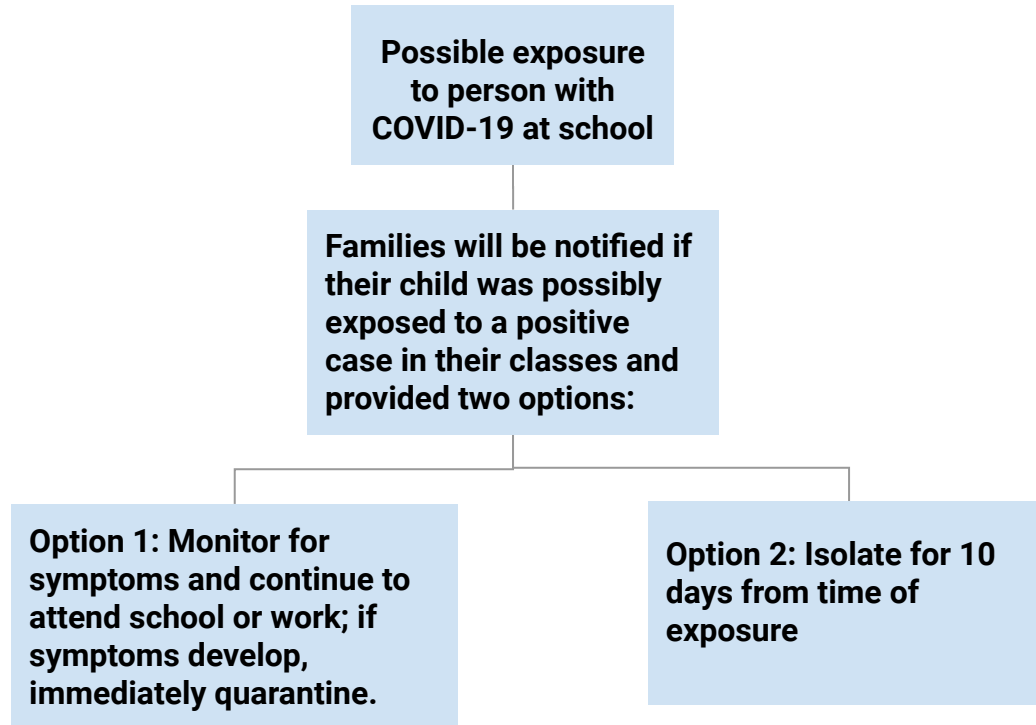 Possible exposure
to person with
COVID-19 at school
Families will be notified if
their child was possibly
exposed to a positive
case in their classes and
provided two options:
Option 1: Monitor for
symptoms and continue to
attend school or work; if
symptoms develop,
immediately quarantine.
Option 2: Isolate for 10
days from time of
exposure